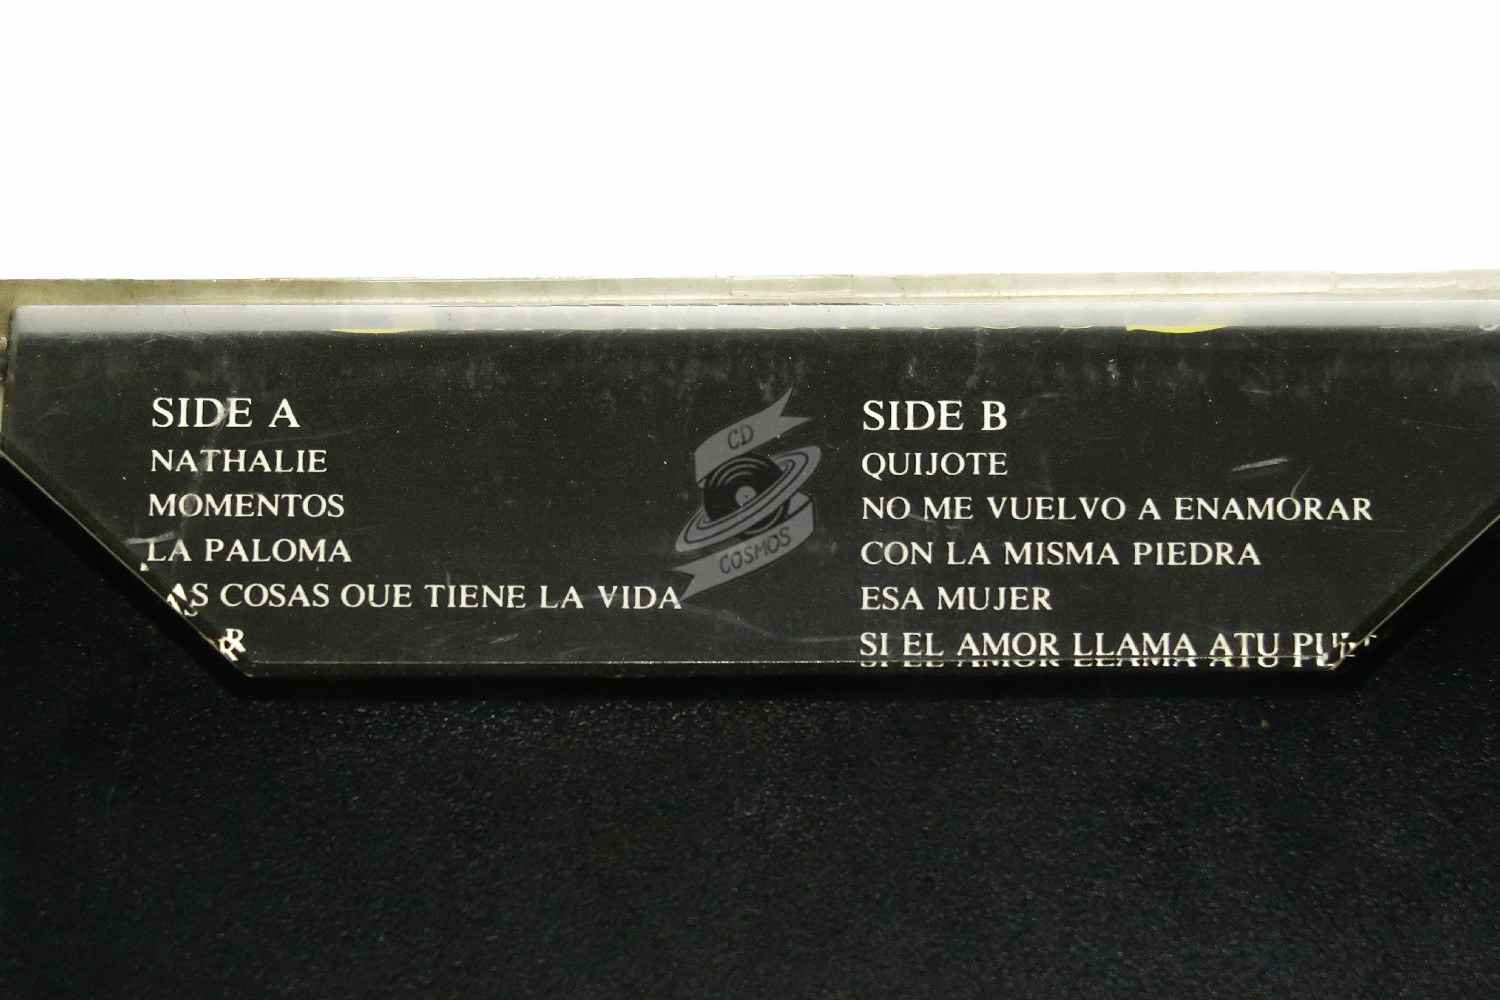 SIDE A
NATHALIE
MOMENTOS
LA PALOMA
AS COSAS OUE TIENE LA VIDA
SIDE B
QUIJOTE
NO ME VUELVO A ENAMORAR
CON LA MISMA PIEDRA
ESA MUJER
SI EL AMOR LLAMA ATU
CD
COSMOS